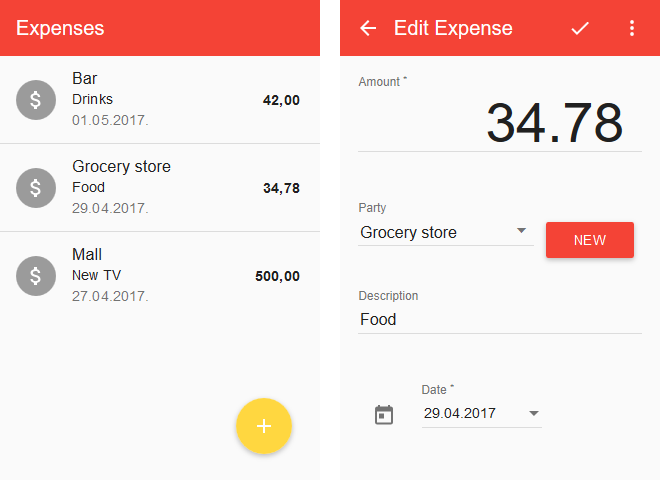 Expenses
$
Bar
Drinks
42,00
01.05.2017.
$
Grocery store
Food
34,78
29.04.2017.
$
Mall
New TV
500,00
27.04.2017.
+
Edit Expense
Amount *
34.78
Party
Grocery store
NEW
Description
Food
Date *
29.04.2017